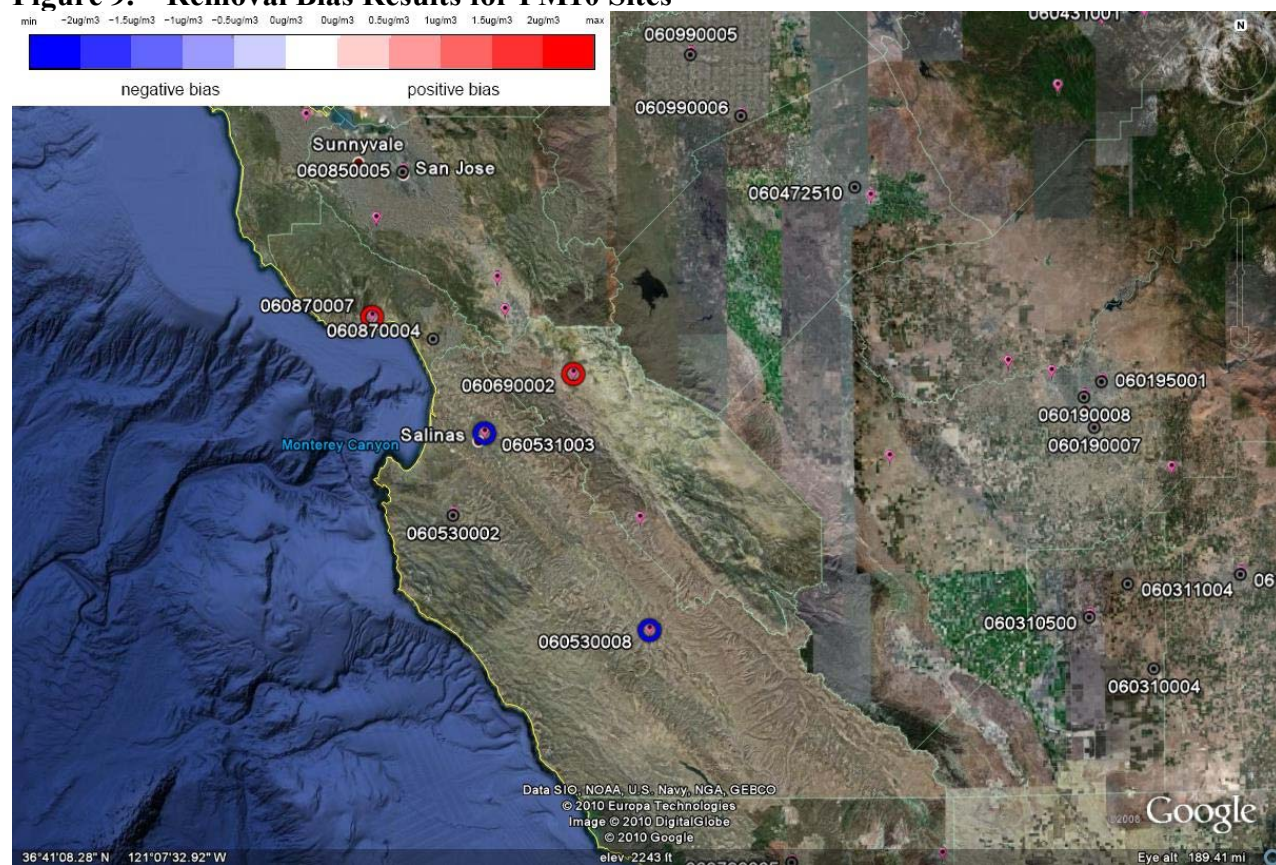 Figure 9. Removal Bias Results for PM10 Sites
min −2ug/m3 −1.5ug/m3 −1ug/m3 −0.5ug/m3 0ug/m3 0ug/m3 0.5ug/m3 1ug/m3 1.5ug/m3 2ug/m3 max
negative bias positive bias
060431001
N
060990005
060990006
Sunnyvale
060850005 San Jose
060472510
060870007
060870004
060690002
060195001
060190008
060190007
Salinas 060531003
Monterey Canyon
060530002
060311004 06
060310500
060530008
060310004
Data SIO, NOAA, U.S. Navy, NGA, GEBCO
© 2010 Europa Technologies
Image © 2010 DigitalGlobe
© 2010 Google
©2008 Google
36°41'08.28" N 121°07'32.92" W elev 2243 ft Eye alt 189.41 mi